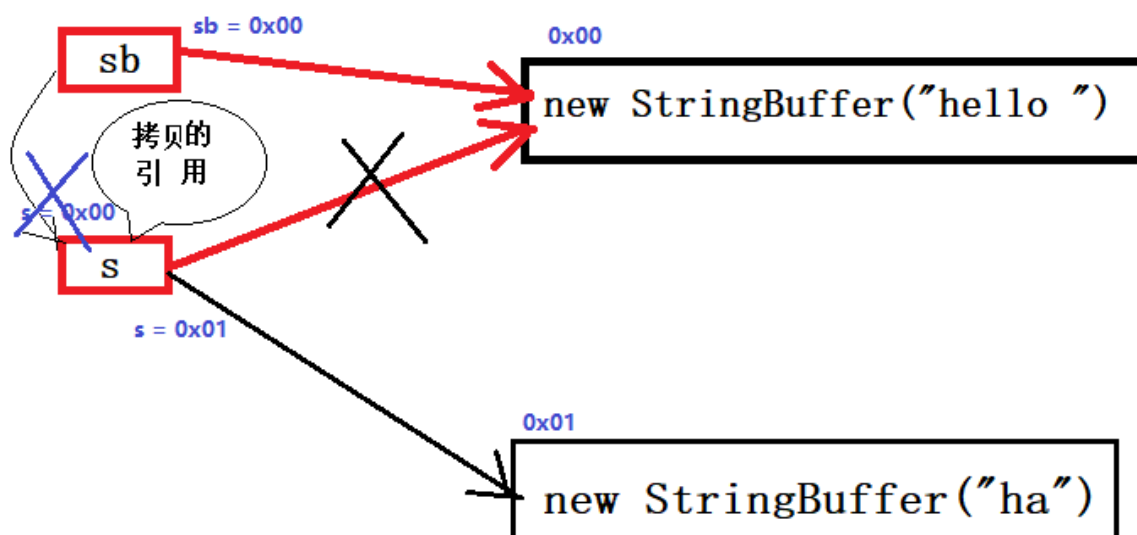 sb = 0x00
0x00
sb
new StringBuffer("hello ")
拷贝的
引 用
s = 0x00
s
s = 0x01
0x01
new StringBuffer("ha")